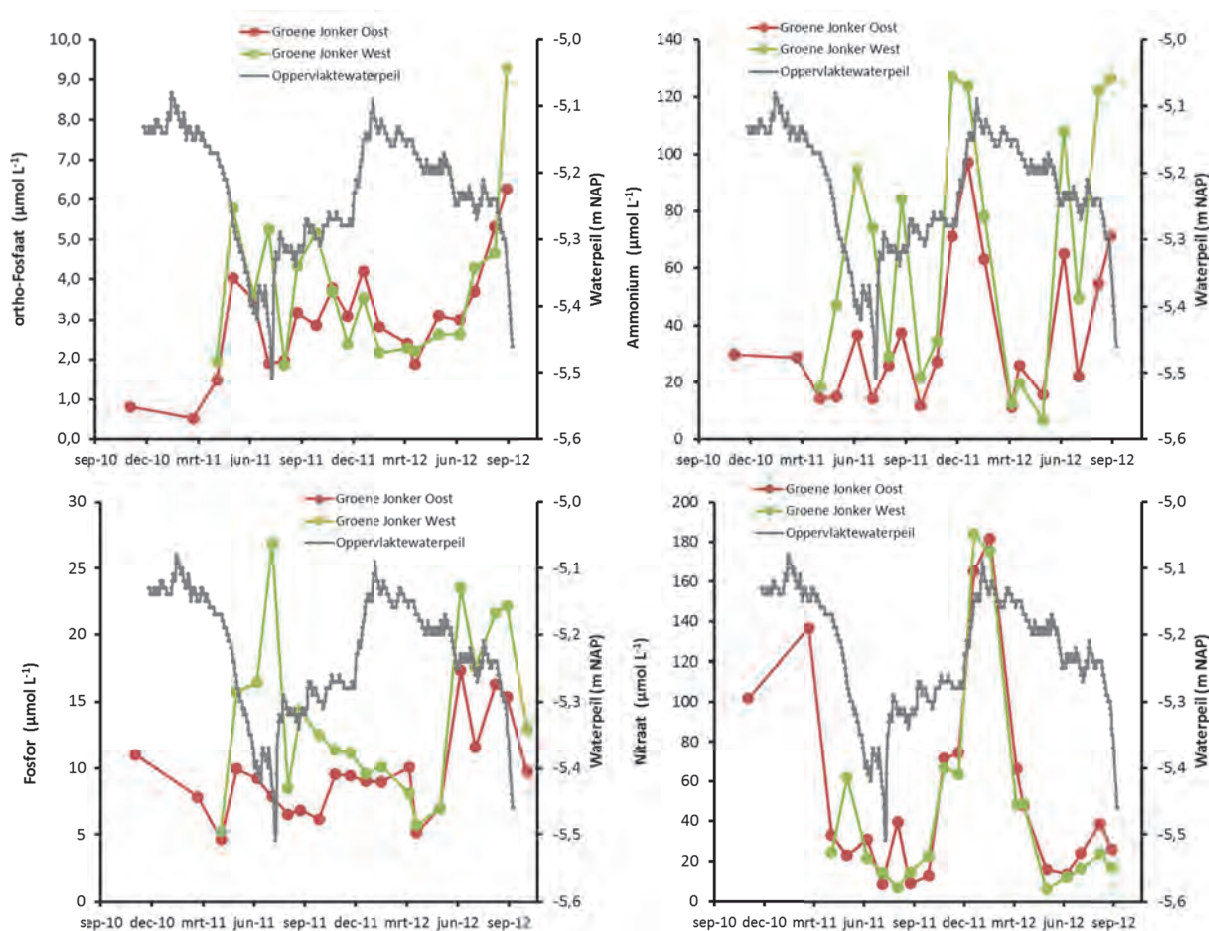 Groene Jonker Oost
Groene Jonker West
Oppervlaktewaterpeil
ortho-Fosfaat (µmol L-1)
10,0
9,0
8,0
7,0
6,0
5,0
4,0
3,0
2,0
1,0
0,0
-5,0
-5,1
-5,2
-5,3
-5,4
-5,5
-5,6
Waterpeil (m NAP)
sep-10 dec-10 mrt-11 jun-11 sep-11 dec-11 mrt-12 jun-12 sep-12
Groene Jonker Oost
Groene Jonker West
Oppervlaktewaterpeil
Ammonium (µmol L-1)
140
120
100
80
60
40
20
0
-5,0
-5,1
-5,2
-5,3
-5,4
-5,5
-5,6
Waterpeil (m NAP)
sep-10 dec-10 mrt-11 jun-11 sep-11 dec-11 mrt-12 jun-12 sep-12
Groene Jonker Oost
Groene Jonker West
Oppervlaktewaterpeil
Fosfor (µmol L-1)
30
25
20
15
10
5
0
-5,0
-5,1
-5,2
-5,3
-5,4
-5,5
-5,6
Waterpeil (m NAP)
sep-10 dec-10 mrt-11 jun-11 sep-11 dec-11 mrt-12 jun-12 sep-12
Groene Jonker Oost
Groene Jonker West
Oppervlaktewaterpeil
Nitraat (µmol L-1)
200
180
160
140
120
100
80
60
40
20
0
-5,0
-5,1
-5,2
-5,3
-5,4
-5,5
-5,6
Waterpeil (m NAP)
sep-10 dec-10 mrt-11 jun-11 sep-11 dec-11 mrt-12 jun-12 sep-12